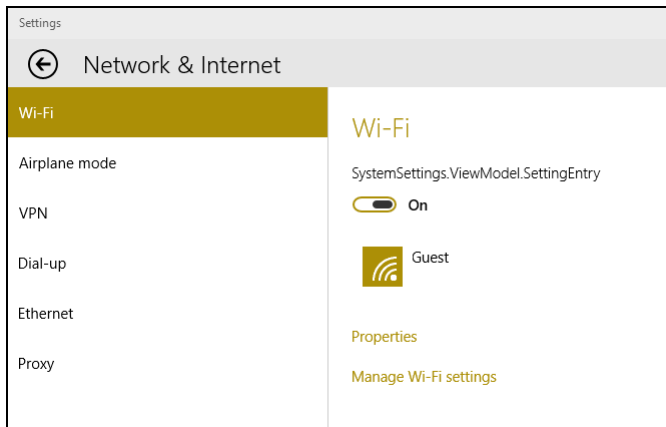 Settings
Network & Internet
Wi-Fi
Airplane mode
VPN
Dial-up
Ethernet
Proxy
Wi-Fi
SystemSettings.ViewModel.SettingEntry
On
Guest
Properties
Manage Wi-Fi settings